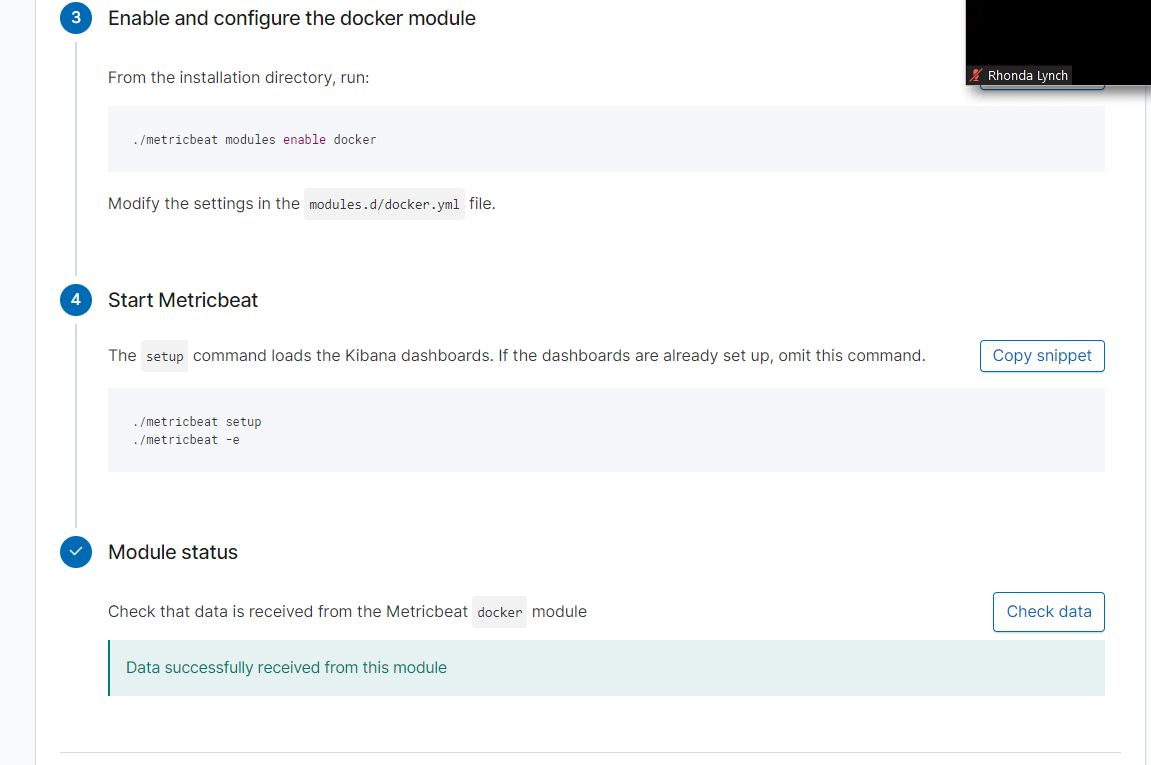 3 Enable and configure the docker module
Rhonda Lynch
From the installation directory, run:
./metricbeat modules enable docker
Modify the settings in the modules.d/docker.yml file.
4 Start Metricbeat
The setup command loads the Kibana dashboards. If the dashboards are already set up, omit this command.
Copy snippet
./metricbeat setup
./metricbeat -e
Module status
Check that data is received from the Metricbeat docker module
Check data
Data successfully received from this module